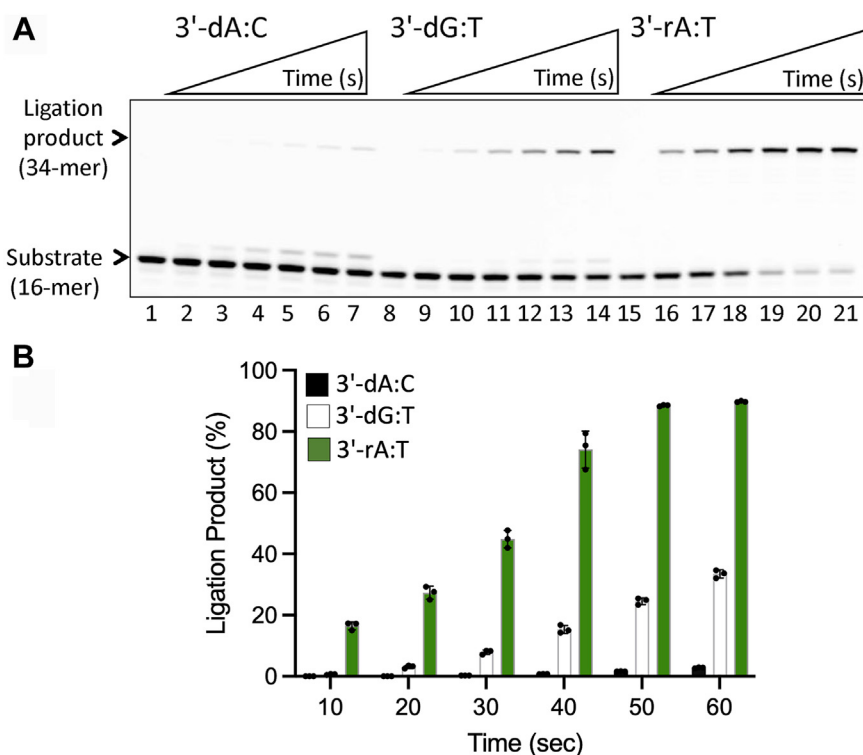 A
3'-dA:C 3'-dG:T 3'-rA:T
Time (s) Time (s) Time (s)
Ligation
product
(34-mer)
Substrate
(16-mer)
1 2 3 4 5 6 7 8 9 10 11 12 13 14 15 16 17 18 19 20 21
B
100
80
60
40
20
0
Ligation Product (%)
3'-dA:C
3'-dG:T
3'-rA:T
10 20 30 40 50 60
Time (sec)